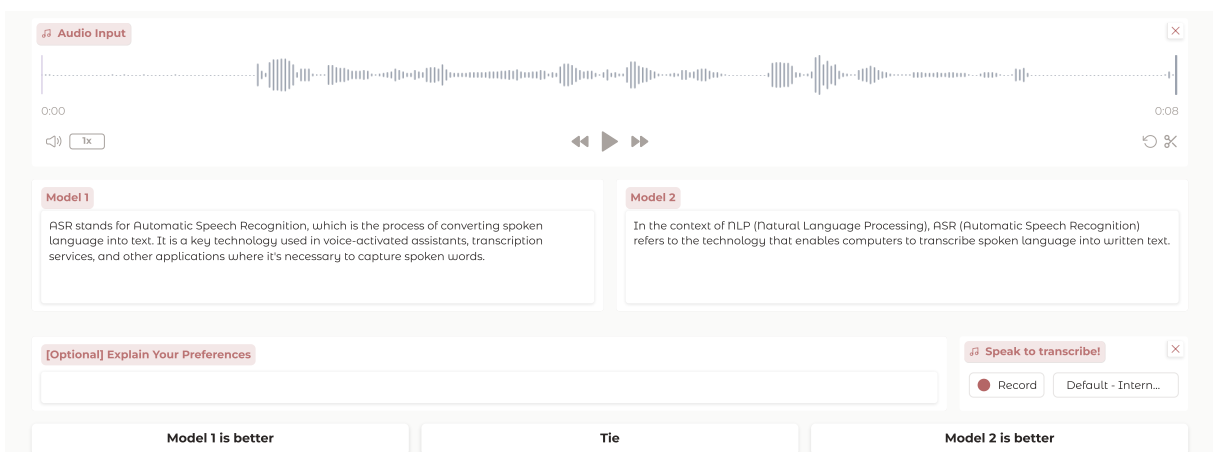 Audio Input
0:00
0:08
1x
Model 1
ASR stands for Automatic Speech Recognition, which is the process of converting spoken
language into text. It is a key technology used in voice-activated assistants, transcription
services, and other applications where it's necessary to capture spoken words.
Model 2
In the context of NLP (Natural Language Processing), ASR (Automatic Speech Recognition)
refers to the technology that enables computers to transcribe spoken language into written text.
[Optional] Explain Your Preferences
Speak to transcribe!
Record
Default - Intern...
Model 1 is better
Tie
Model 2 is better